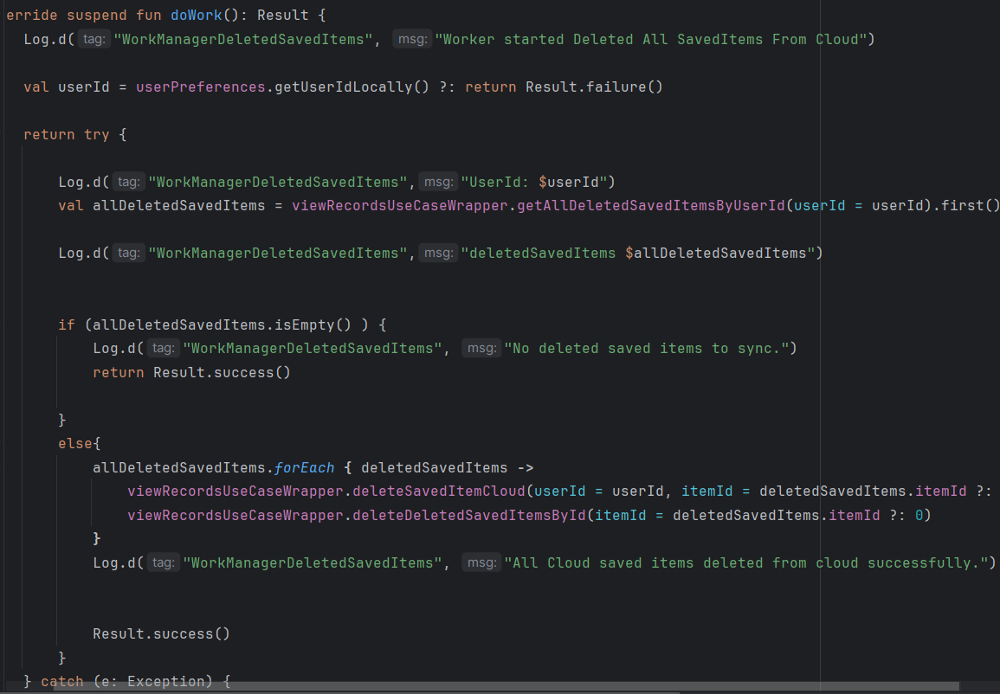 erride suspend fun doWork(): Result {
Log.d( tag: "WorkManagerDeletedSavedItems", msg: "Worker started Deleted All SavedItems From Cloud")
val userId = userPreferences.getUserIdLocally() ?: return Result.failure()
return try {
Log.d( tag: "WorkManagerDeletedSavedItems", msg: "UserId: $userId")
val allDeletedSavedItems = viewRecordsUseCaseWrapper.getAllDeletedSavedItemsByUserId(userId = userId).first()
Log.d( tag: "WorkManagerDeletedSavedItems", msg: "deletedSavedItems $allDeletedSavedItems")
if (allDeletedSavedItems.isEmpty() ) {
Log.d( tag: "WorkManagerDeletedSavedItems", msg: "No deleted saved items to sync.")
return Result.success()
}
else{
allDeletedSavedItems.forEach { deletedSavedItems ->
viewRecordsUseCaseWrapper.deleteSavedItemCloud(userId = userId, itemId = deletedSavedItems.itemId ?:
viewRecordsUseCaseWrapper.deleteDeletedSavedItemsById(itemId = deletedSavedItems.itemId ?: 0)
}
Log.d( tag: "WorkManagerDeletedSavedItems", msg: "All Cloud saved items deleted from cloud successfully.")
Result.success()
}
} catch (e: Exception) {